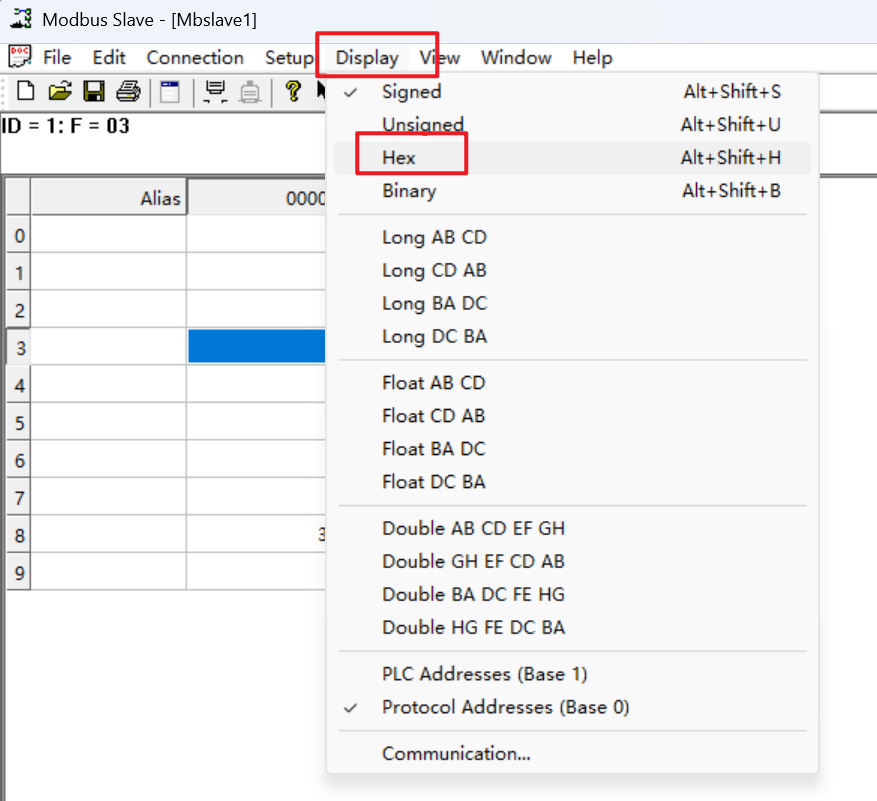 Modbus Slave - [Mbslave1]
File Edit Connection Setup Display View Window Help
ID = 1: F = 03
Alias 0000
0
1
2
3
4
5
6
7
8 3
9
Signed Alt+Shift+S
Unsigned Alt+Shift+U
Hex Alt+Shift+H
Binary Alt+Shift+B
Long AB CD
Long CD AB
Long BA DC
Long DC BA
Float AB CD
Float CD AB
Float BA DC
Float DC BA
Double AB CD EF GH
Double GH EF CD AB
Double BA DC FE HG
Double HG FE DC BA
PLC Addresses (Base 1)
Protocol Addresses (Base 0)
Communication...